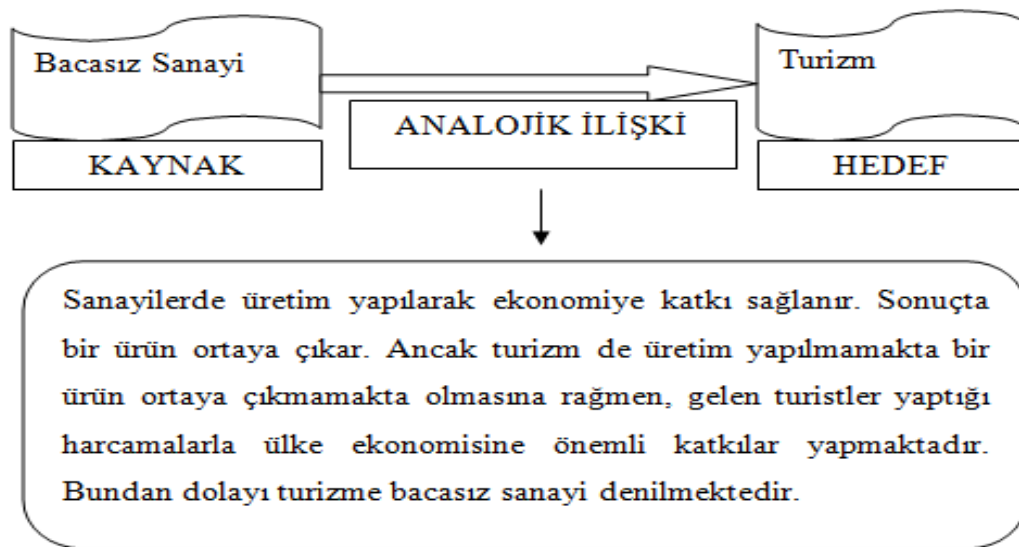 Bacasız Sanayi
Turizm
ANALOJİK İLİŞKİ
KAYNAK
HEDEF
Sanayilerde üretim yapılarak ekonomiye katkı sağlanır. Sonuçta
bir ürün ortaya çıkar. Ancak turizm de üretim yapılmamakta bir
ürün ortaya çıkmamakta olmasına rağmen, gelen turistler yaptığı
harcamalarla ülke ekonomisine önemli katkılar yapmaktadır.
Bundan dolayı turizme bacasız sanayi denilmektedir.